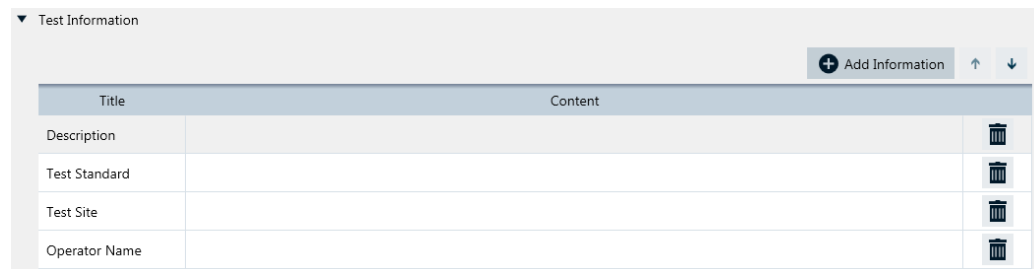 Test Information
Add Information
Title Content
Description
Test Standard
Test Site
Operator Name